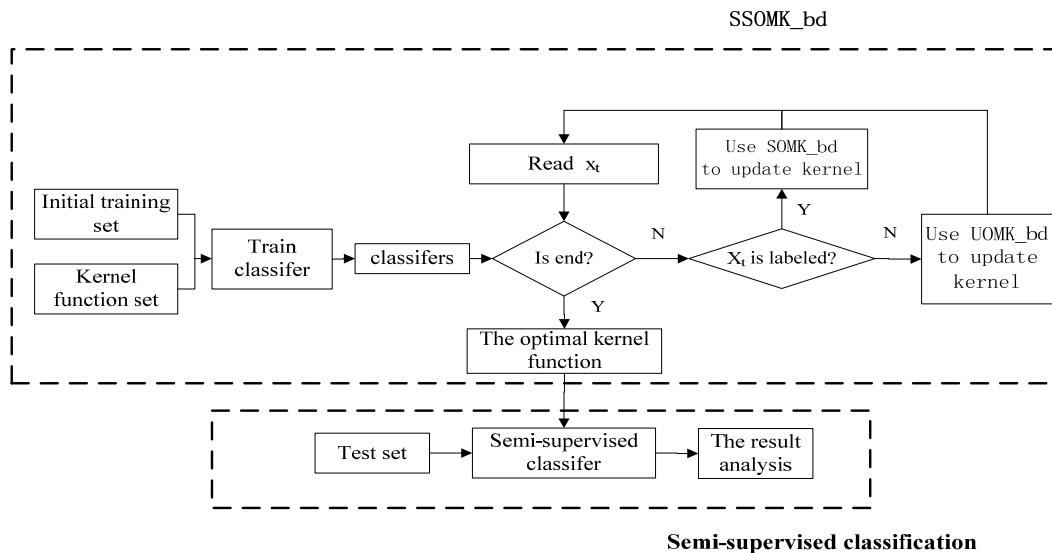 SSOMK_bd
Read xt
Use SOMK_bd
to update kernel
Initial training
set
Kernel
function set
Train
classifer
classifers
Is end?
N
Y
Xt is labeled?
N
Use UOMK_bd
to update
kernel
Y
The optimal kernel
function
Test set
Semi-supervised
classifer
The result
analysis
Semi-supervised classification